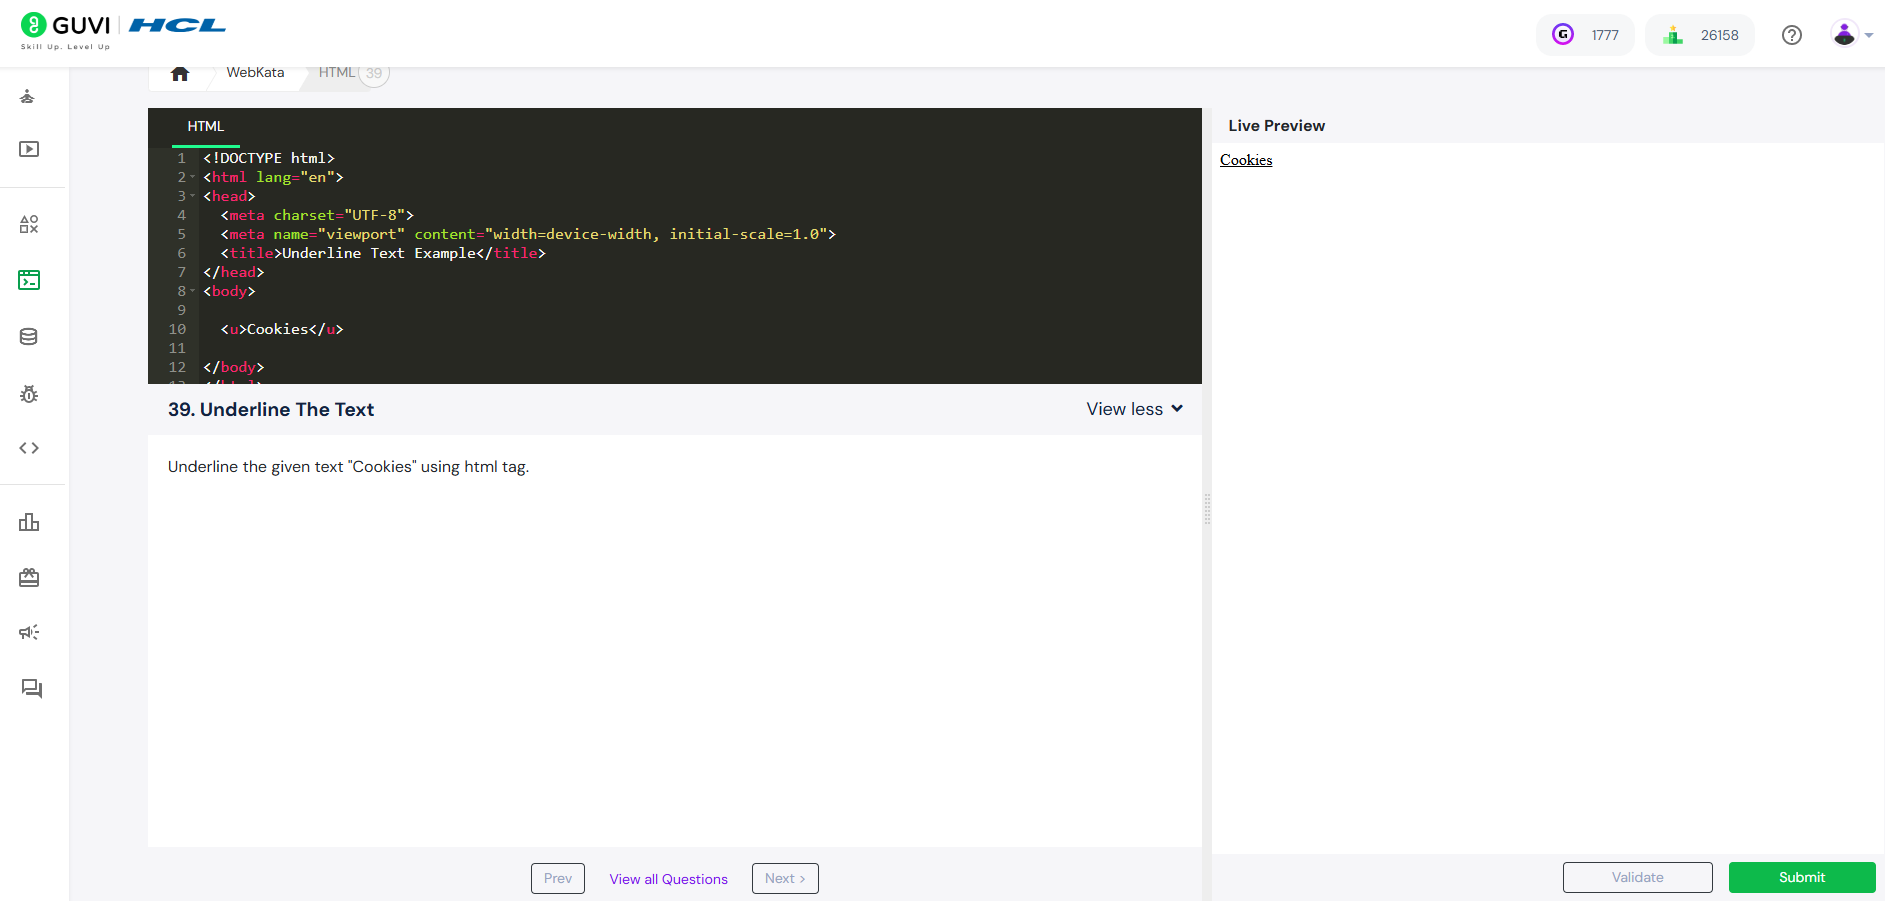 GUVI HCL
Skill Up. Level Up
G 1777
26158
WebKata
HTML 39
HTML
1 <!DOCTYPE html>
2 <html lang="en">
3 <head>
4 <meta charset="UTF-8">
5 <meta name="viewport" content="width=device-width, initial-scale=1.0">
6 <title>Underline Text Example</title>
7 </head>
8 <body>
9
10 <u>Cookies</u>
11
12 </body>
13 </html>
39. Underline The Text
View less
Underline the given text "Cookies" using html tag.
Prev
View all Questions
Next >
Live Preview
Cookies
Validate
Submit